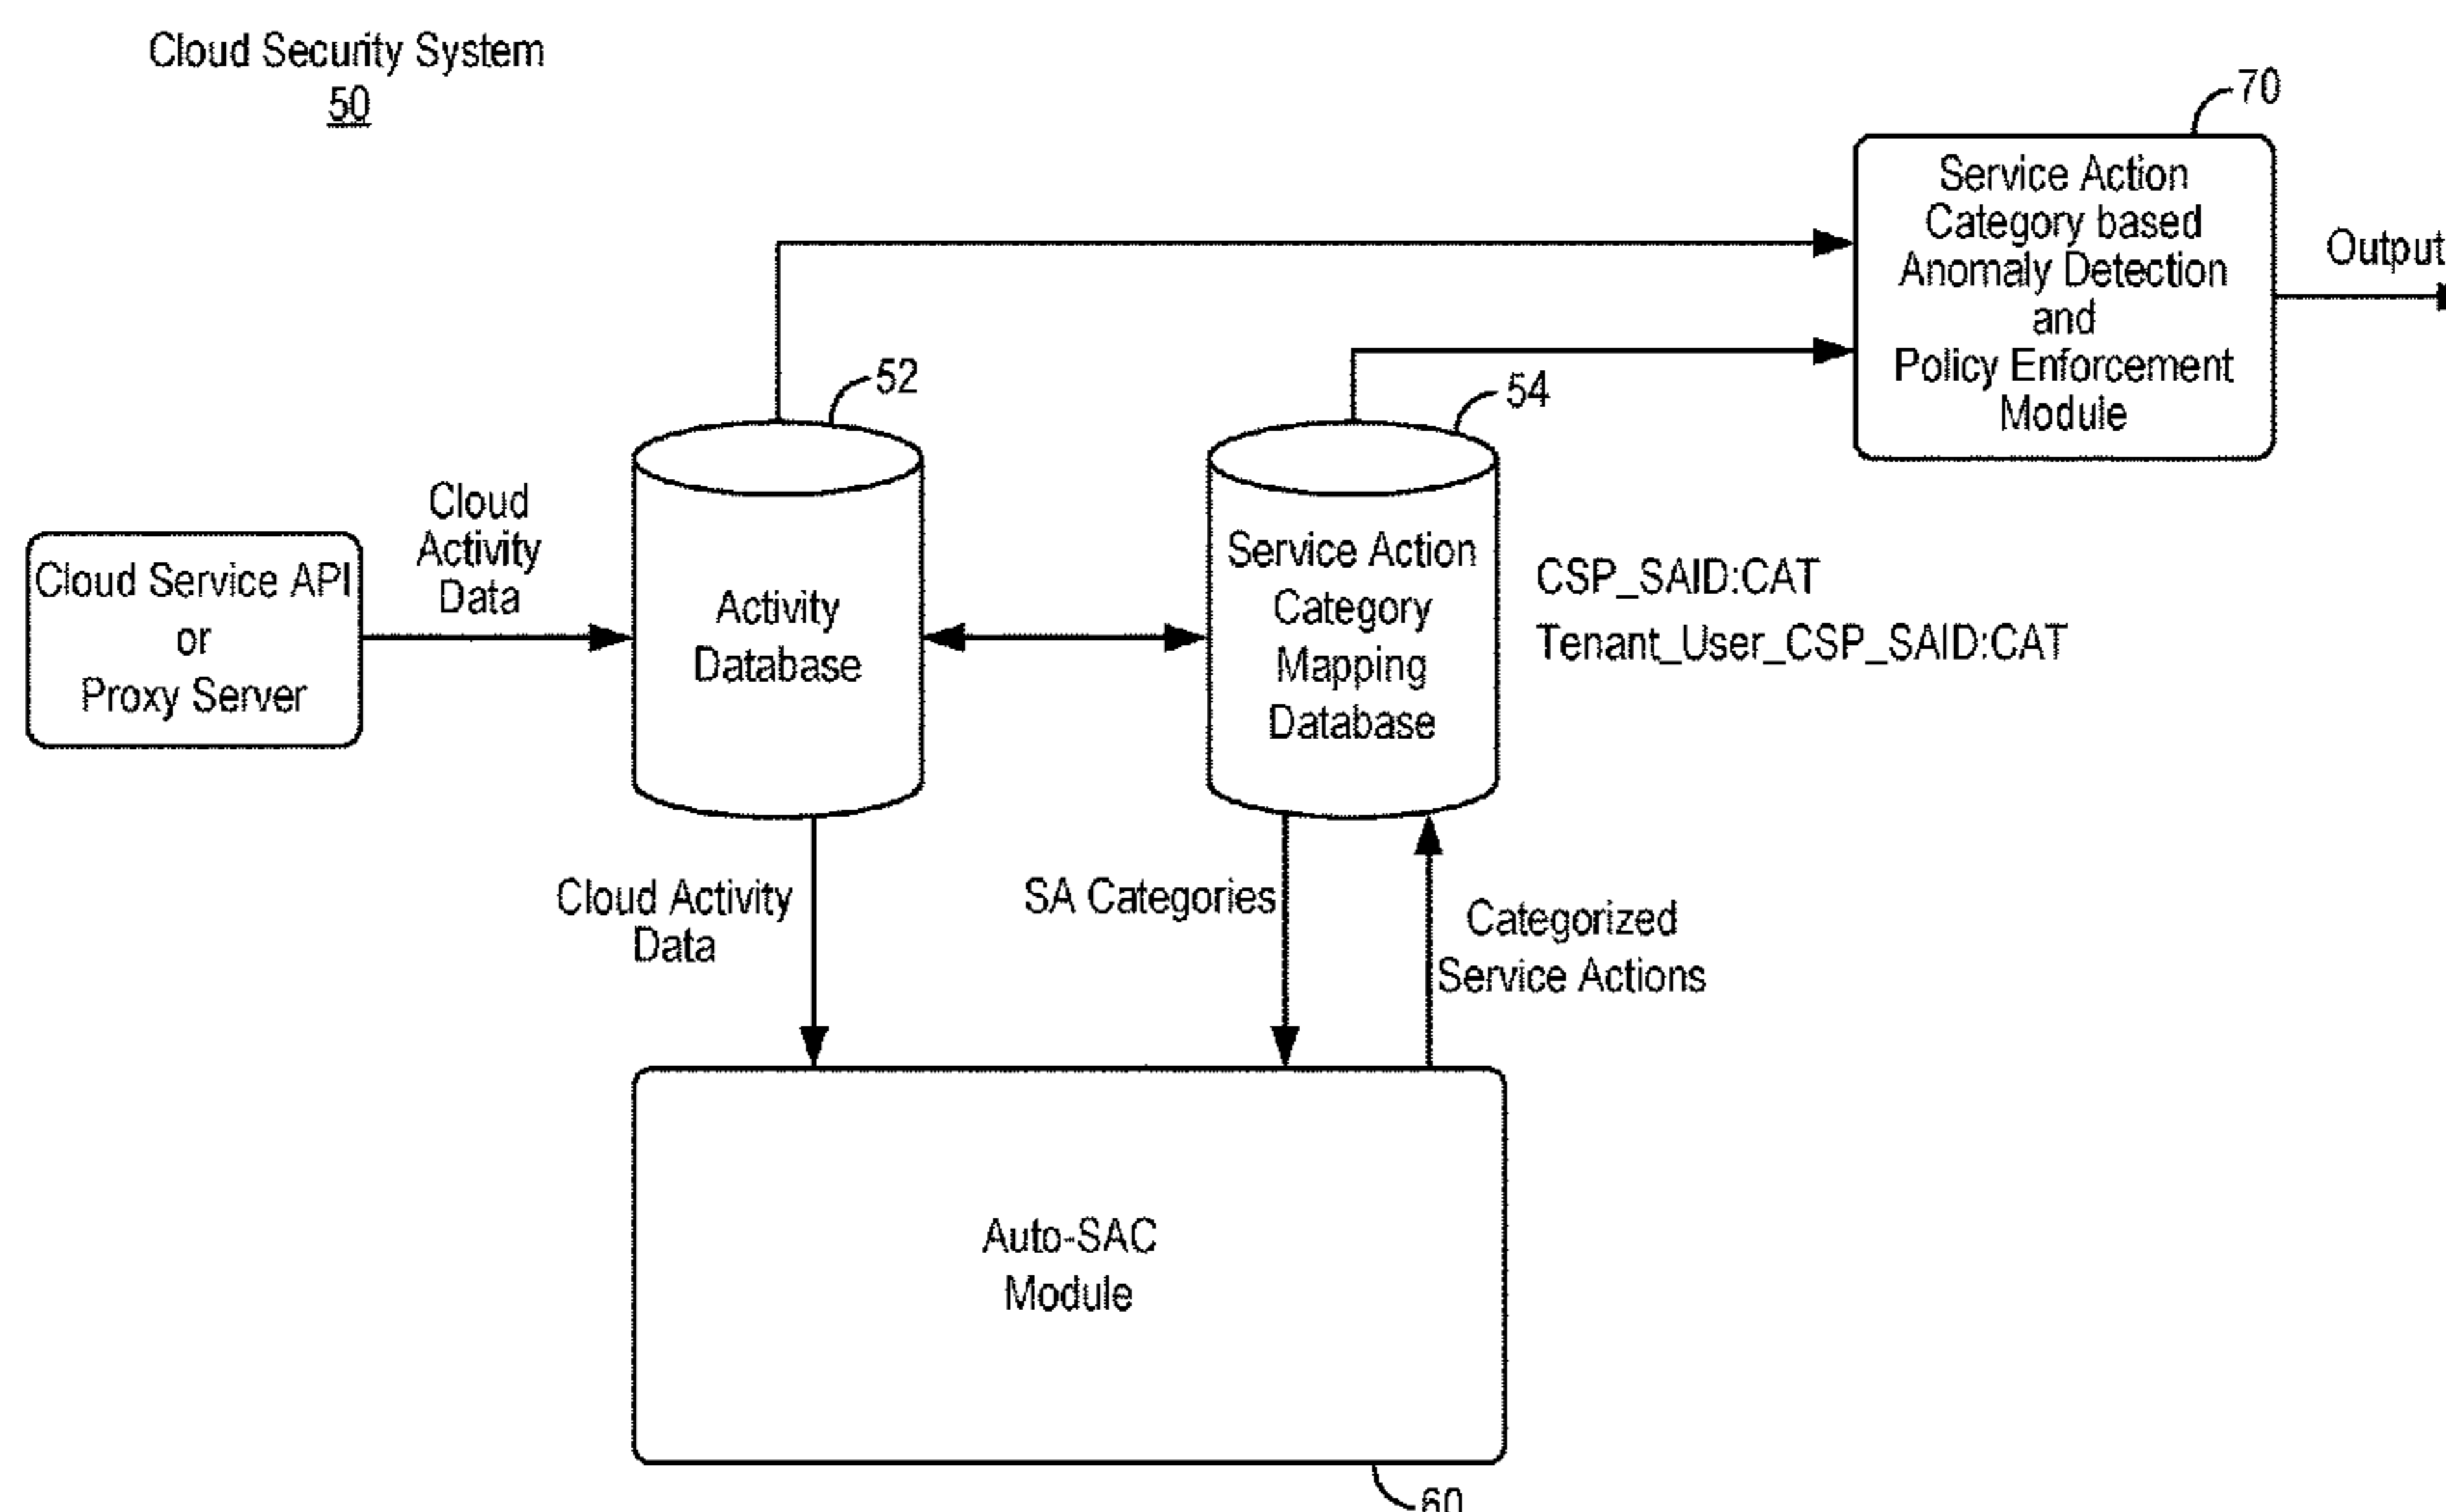 Cloud Security System
50
70
Service Action
Category based
Anomaly Detection
and
Policy Enforcement
Module
Output
52
54
Cloud
Activity
Data
Cloud Service API
or
Proxy Server
Activity
Database
Service Action
Category
Mapping
Database
CSP_SAID:CAT
Tenant_User_CSP_SAID:CAT
Cloud Activity
Data
SA Categories
Categorized
Service Actions
Auto-SAC
Module
60